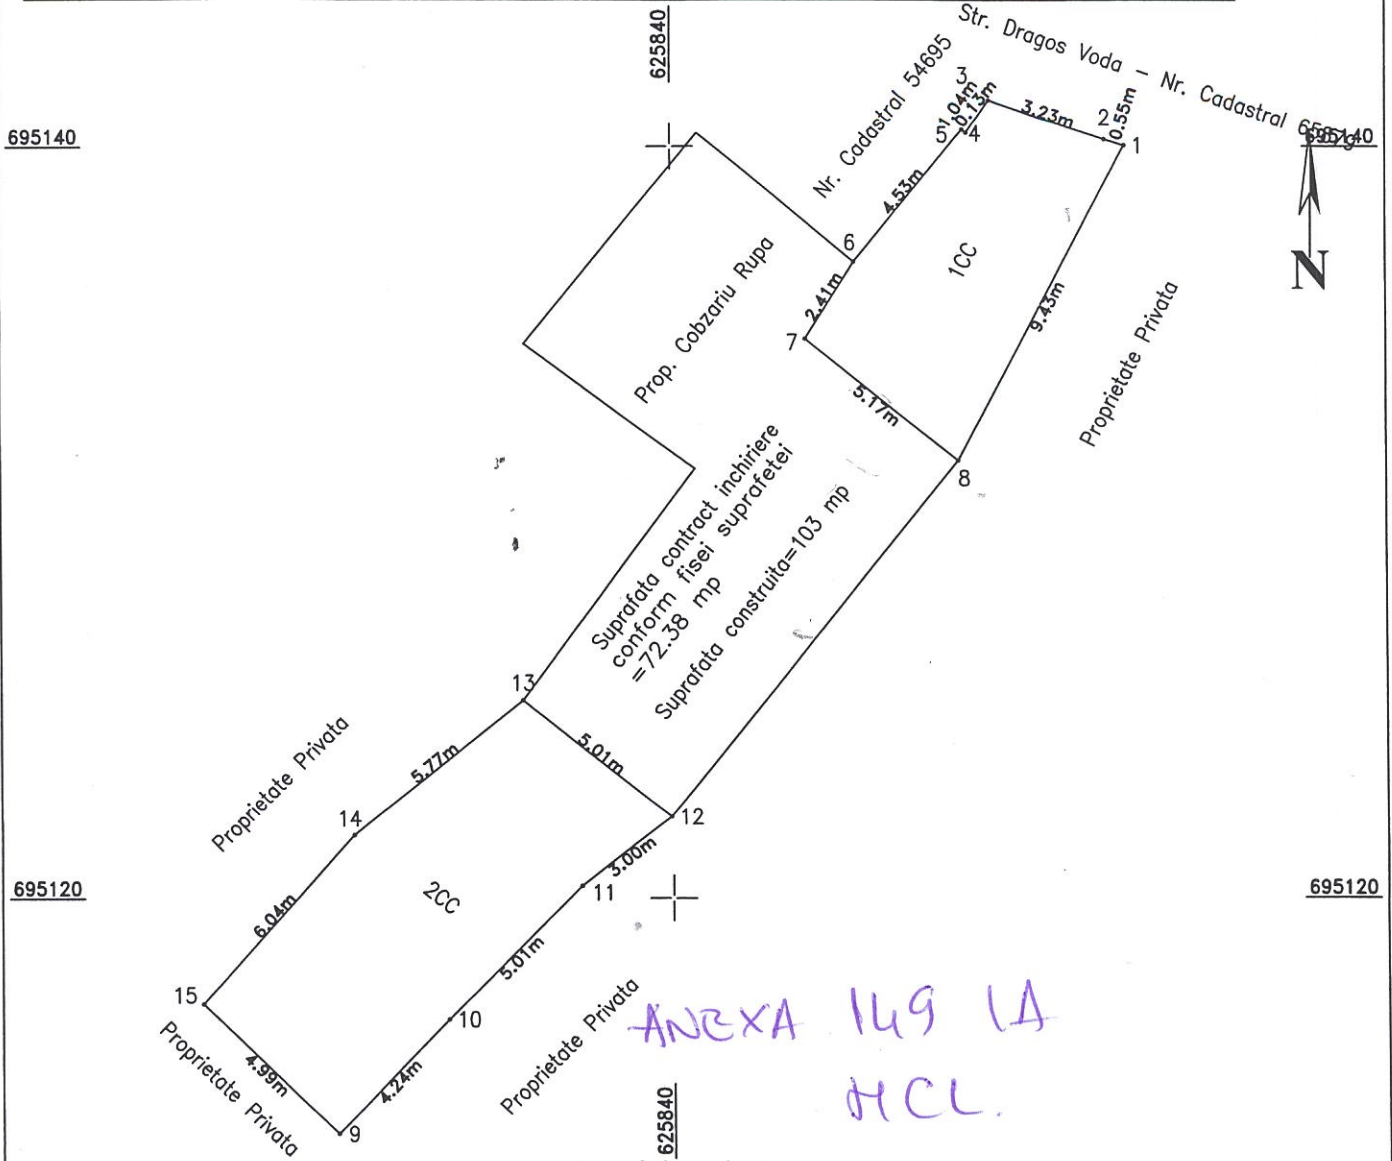 625840
Str. Dragos Voda - Nr. Cadastral
Nr. Cadastral 54695
695140
695140
3
1.04m
0.13m
5
4
3.23m
2
0.55m
1
4.53m
6
1CC
2.41m
7
9.43m
N
Prop. Cobzariu Rupa
Proprietate Privata
5.17m
8
Suprafata contract inchiriere
conform fisei suprafetei
=72.38 mp
Suprafata construita=103 mp
13
5.01m
5.77m
Proprietate Privata
14
12
3.00m
11
2CC
695120
695120
6.04m
5.01m
15
10
Proprietate Privata
4.99m
4.24m
9
Proprietate Privata
ANEXA 149 LA
HCL.
625840